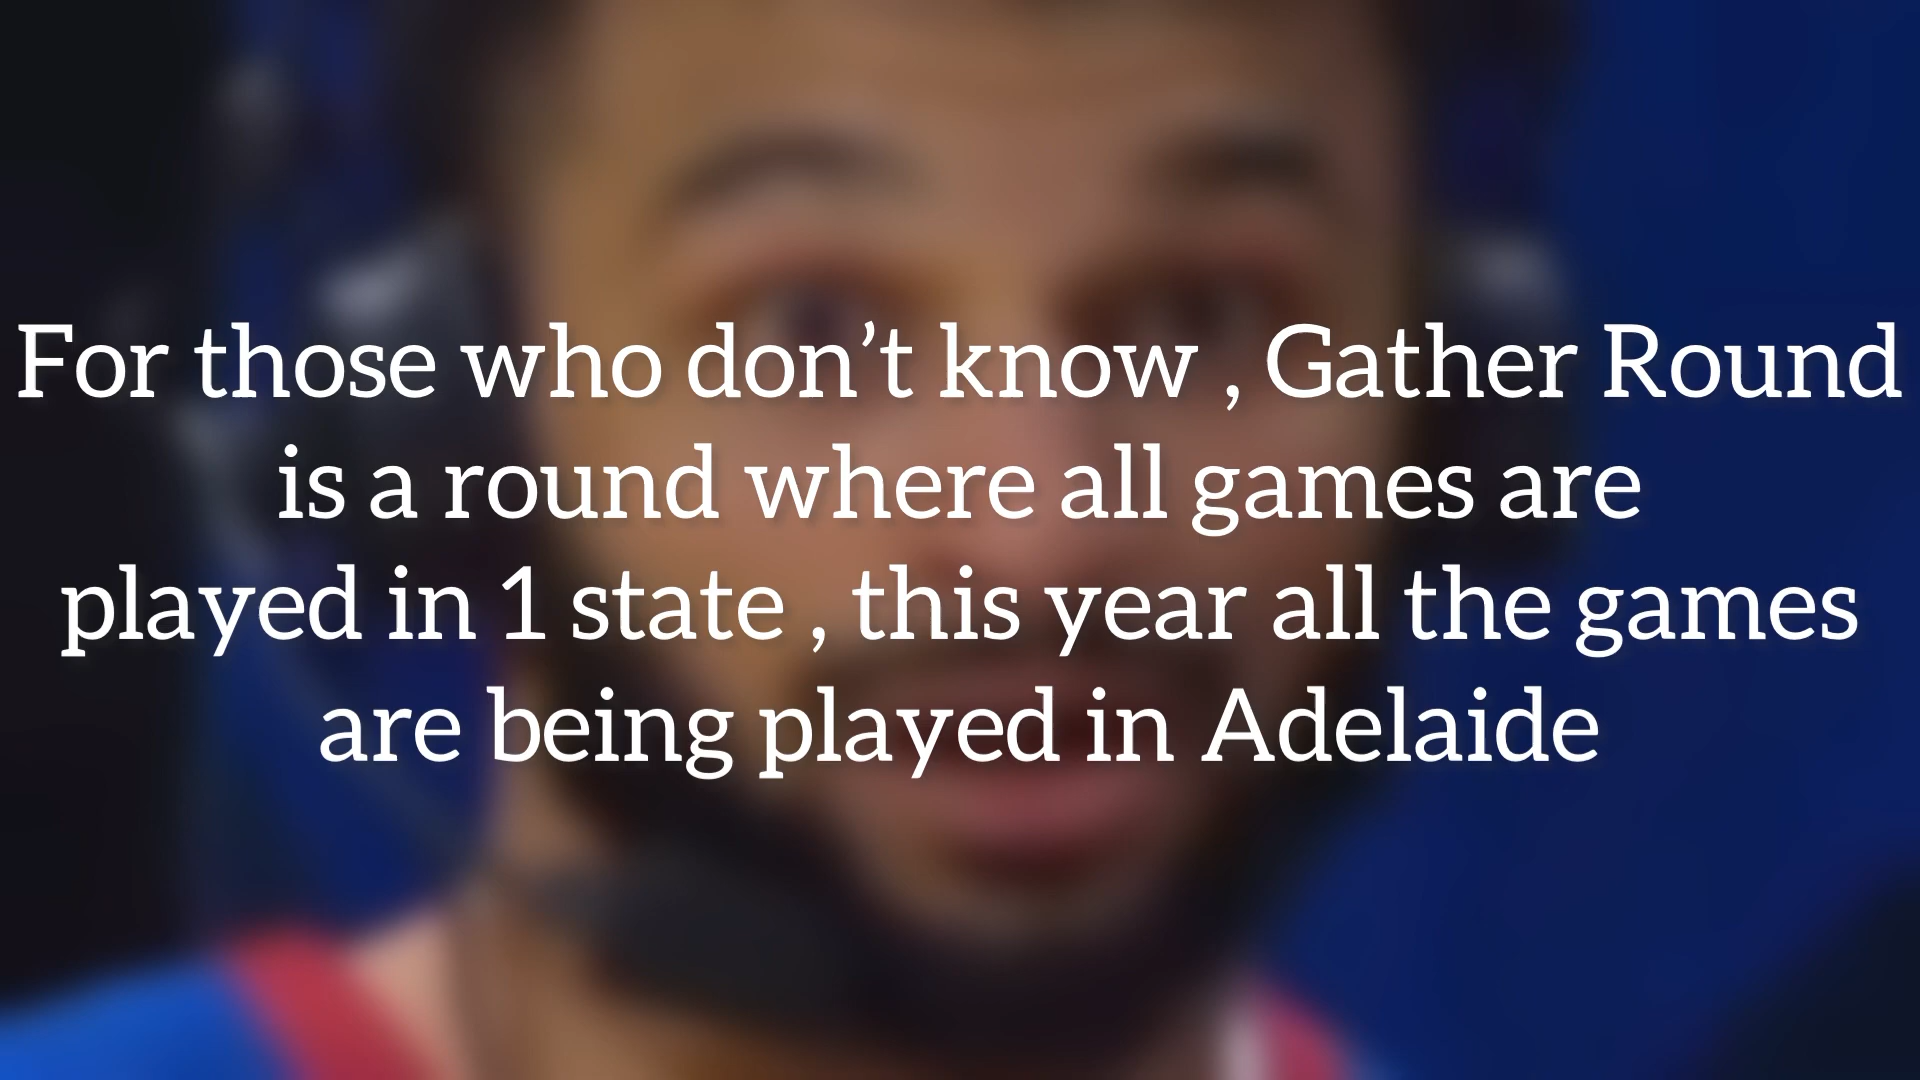 For those who don’t know , Gather Round
is a round where all games are
played in 1 state , this year all the games
are being played in Adelaide